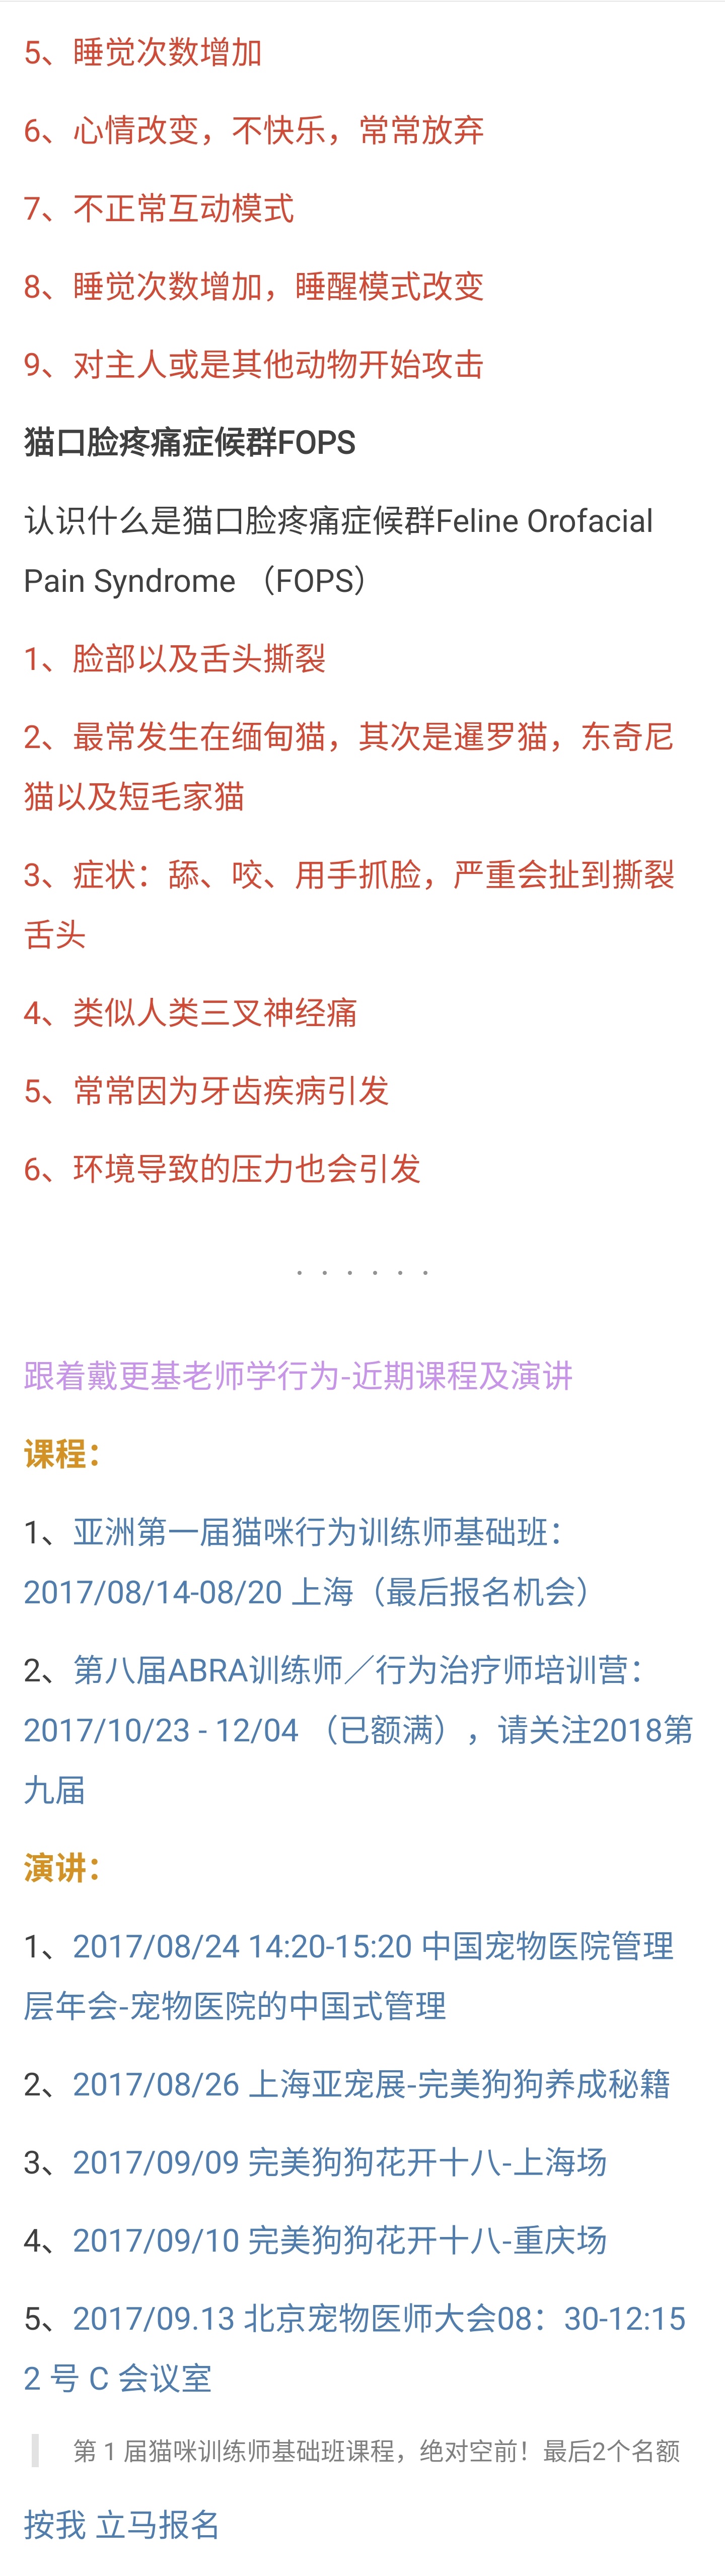 5、睡觉次数增加
6、心情改变，不快乐，常常放弃
7、不正常互动模式
8、睡觉次数增加，睡醒模式改变
9、对主人或是其他动物开始攻击
猫口脸疼痛症候群FOPS
认识什么是猫口脸疼痛症候群Feline Orofacial
Pain Syndrome （FOPS）
1、脸部以及舌头撕裂
2、最常发生在缅甸猫，其次是暹罗猫，东奇尼
猫以及短毛家猫
3、症状：舔、咬、用手抓脸，严重会扯到撕裂
舌头
4、类似人类三叉神经痛
5、常常因为牙齿疾病引发
6、环境导致的压力也会引发
· · · · · ·
跟着戴更基老师学行为-近期课程及演讲
课程：
1、亚洲第一届猫咪行为训练师基础班：
2017/08/14-08/20 上海（最后报名机会）
2、第八届ABRA训练师／行为治疗师培训营：
2017/10/23 - 12/04 （已额满），请关注2018第
九届
演讲：
1、2017/08/24 14:20-15:20 中国宠物医院管理
层年会-宠物医院的中国式管理
2、2017/08/26 上海亚宠展-完美狗狗养成秘籍
3、2017/09/09 完美狗狗花开十八-上海场
4、2017/09/10 完美狗狗花开十八-重庆场
5、2017/09.13 北京宠物医师大会08：30-12:15
2 号 C 会议室
第 1 届猫咪训练师基础班课程，绝对空前！最后2个名额
按我 立马报名